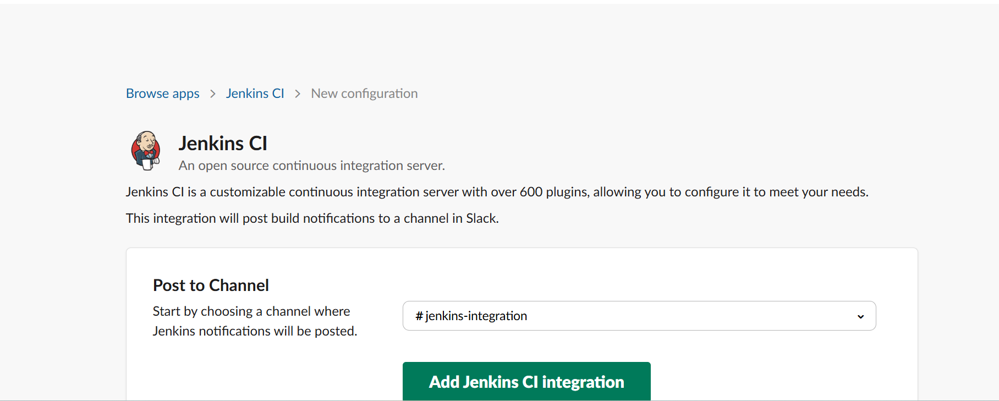 Browse apps > Jenkins CI > New configuration
Jenkins CI
An open source continuous integration server.
Jenkins CI is a customizable continuous integration server with over 600 plugins, allowing you to configure it to meet your needs.
This integration will post build notifications to a channel in Slack.
Post to Channel
Start by choosing a channel where
Jenkins notifications will be posted.
# jenkins-integration
Add Jenkins CI integration